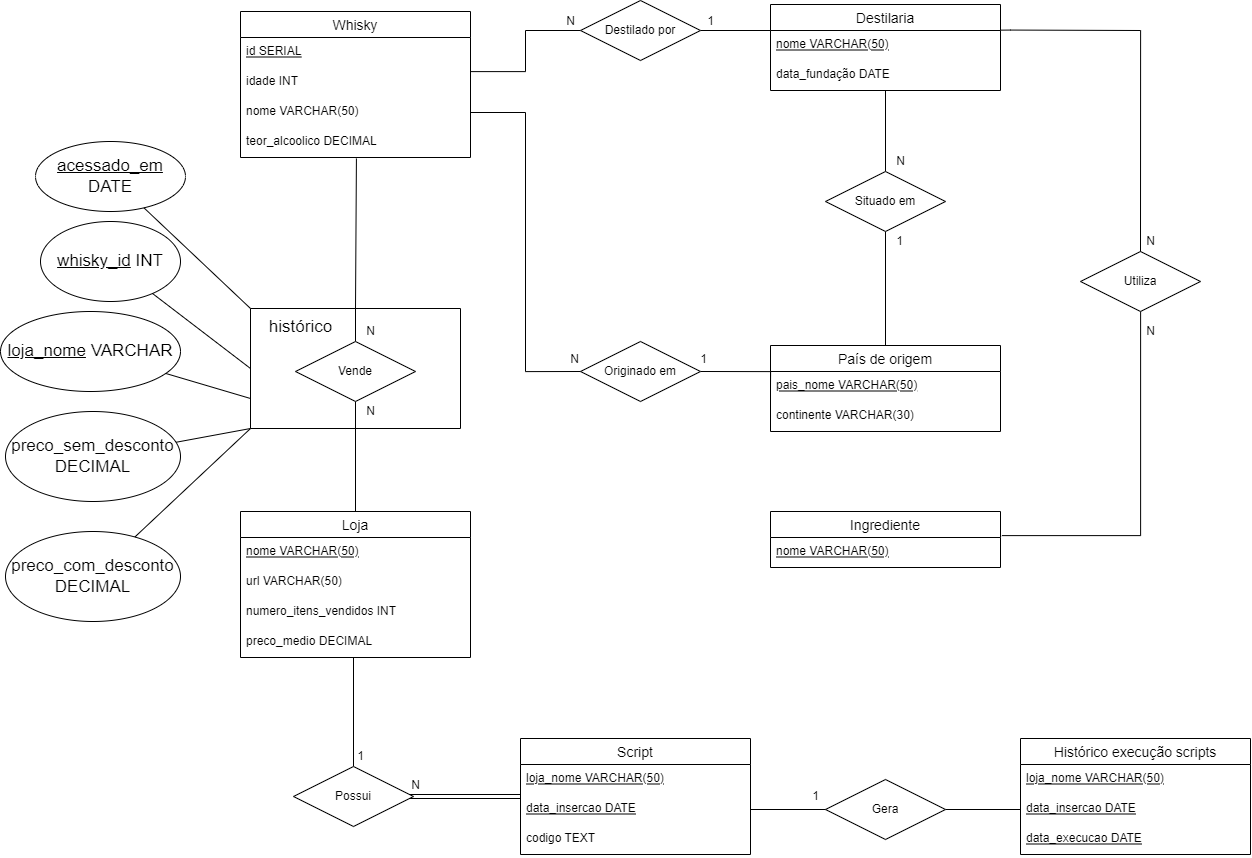 Whisky
id SERIAL
idade INT
nome VARCHAR(50)
teor_alcoolico DECIMAL
N
Destilado por
1
Destilaria
nome VARCHAR(50)
data_fundação DATE
N
Situado em
1
N
Utiliza
N
acessado_em
DATE
whisky_id INT
loja_nome VARCHAR
preco_sem_desconto
DECIMAL
preco_com_desconto
DECIMAL
histórico
N
Vende
N
N
Originado em
1
País de origem
pais_nome VARCHAR(50)
continente VARCHAR(30)
Ingrediente
nome VARCHAR(50)
Loja
nome VARCHAR(50)
url VARCHAR(50)
numero_itens_vendidos INT
preco_medio DECIMAL
1
Possui
N
Script
loja_nome VARCHAR(50)
data_insercao DATE
codigo TEXT
1
Gera
Histórico execução scripts
loja_nome VARCHAR(50)
data_insercao DATE
data_execucao DATE